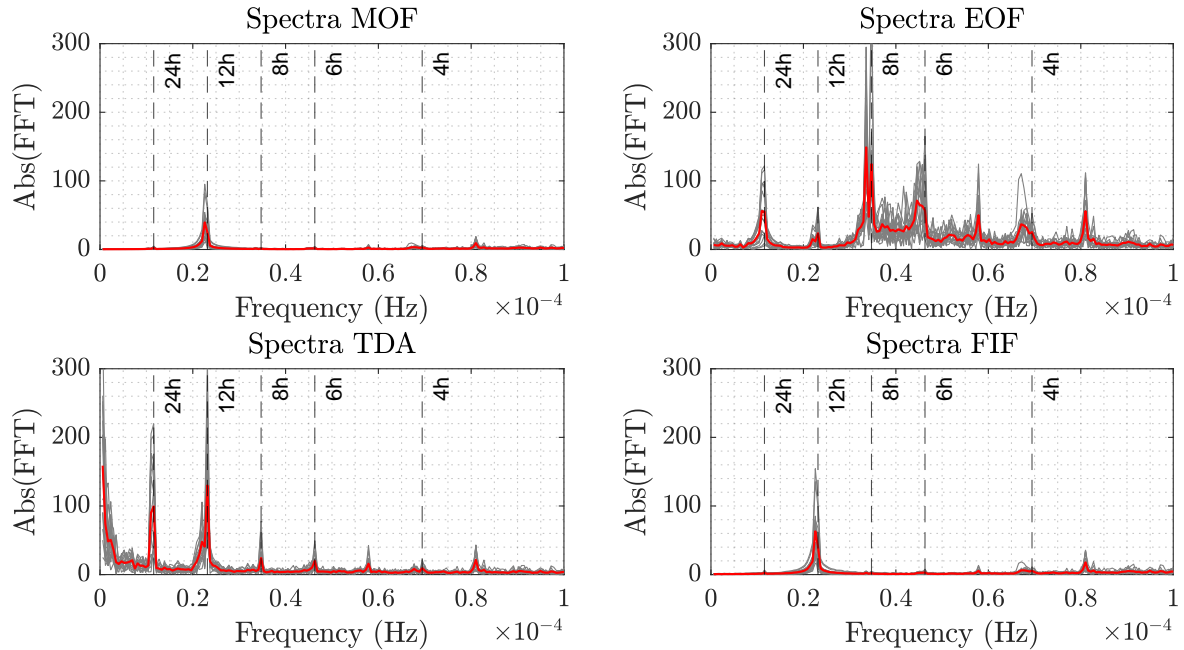 Spectra MOF
300
200
100
0
Abs(FFT)
24h
12h
8h
6h
4h
0
0.2
0.4
0.6
0.8
1
Frequency (Hz)
×10⁻⁴
Spectra EOF
300
200
100
0
Abs(FFT)
24h
12h
8h
6h
4h
0
0.2
0.4
0.6
0.8
1
Frequency (Hz)
×10⁻⁴
Spectra TDA
300
200
100
0
Abs(FFT)
24h
12h
8h
6h
4h
0
0.2
0.4
0.6
0.8
1
Frequency (Hz)
×10⁻⁴
Spectra FIF
300
200
100
0
Abs(FFT)
24h
12h
8h
6h
4h
0
0.2
0.4
0.6
0.8
1
Frequency (Hz)
×10⁻⁴